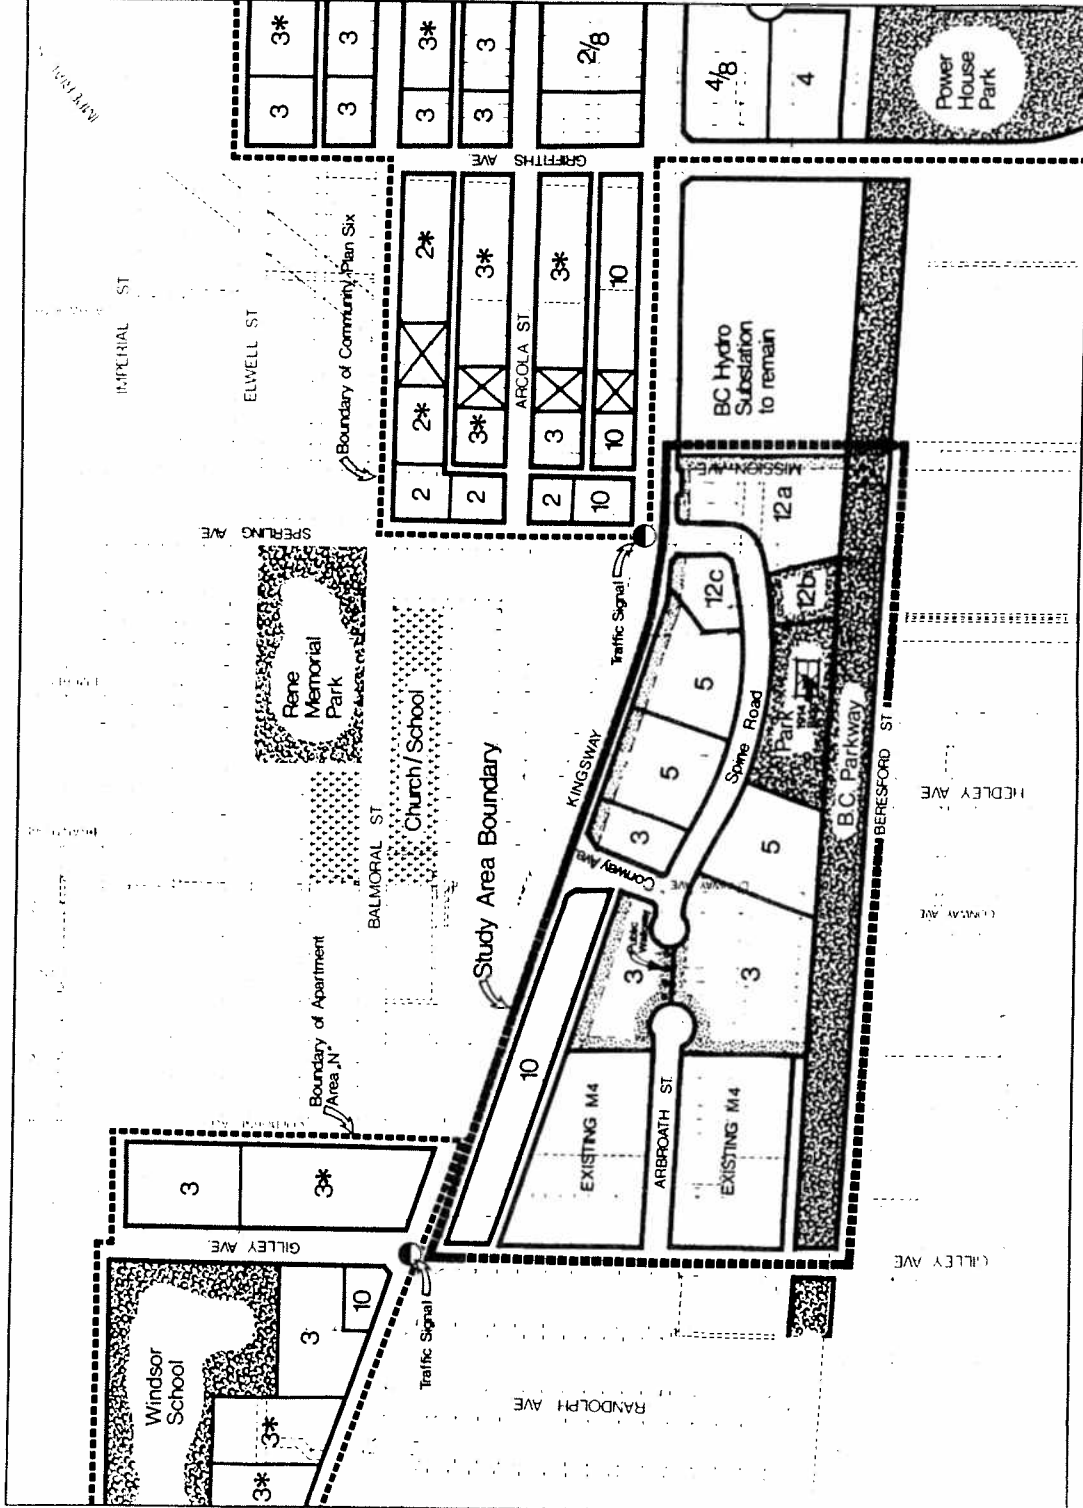 Windsor
School
3*
3*
3
10
GILLEY AVE.
3
3*
Traffic Signal
Boundary of Apartment
Area „N"
RANDOLPH AVE
GILLEY AVE
Study Area Boundary
10
EXISTING M4
ARBROATH ST.
EXISTING M4
3
Public
3
Conway Ave.
CONWAY AVE
KINGSWAY
3
5
5
12c
Spine Road
5
Park
12b
12a
MISSION AVE
B.C. Parkway
BERESFORD ST
HEDLEY AVE
BALMORAL ST
Church/School
Rene
Memorial
Park
SPERLING AVE
Traffic Signal
IMPERIAL ST
ELWELL ST
Boundary of Community Plan Six
2
2*
2*
2
3*
3*
ARCOLA ST.
2
3
3*
10
10
10
GRIFFITHS AVE.
3
3*
3
3
3
3*
3
3
2/8
4/8
4
BC Hydro
Substation
to remain
Power
House
Park